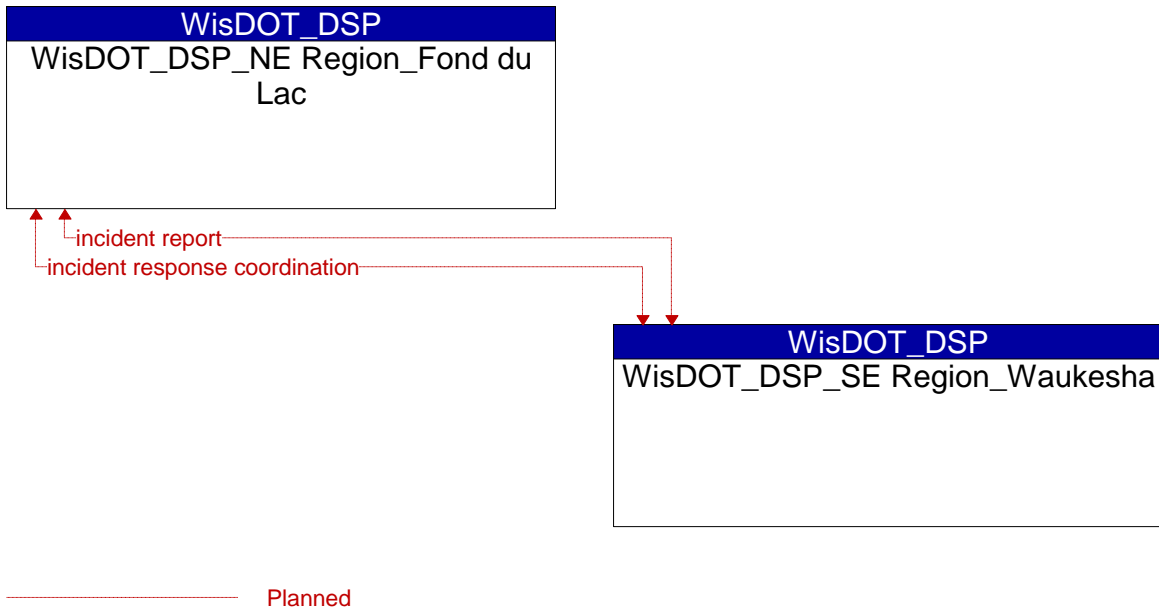 WisDOT_DSP
WisDOT_DSP_NE Region_Fond du
Lac
incident report
incident response coordination
WisDOT_DSP
WisDOT_DSP_SE Region_Waukesha
Planned